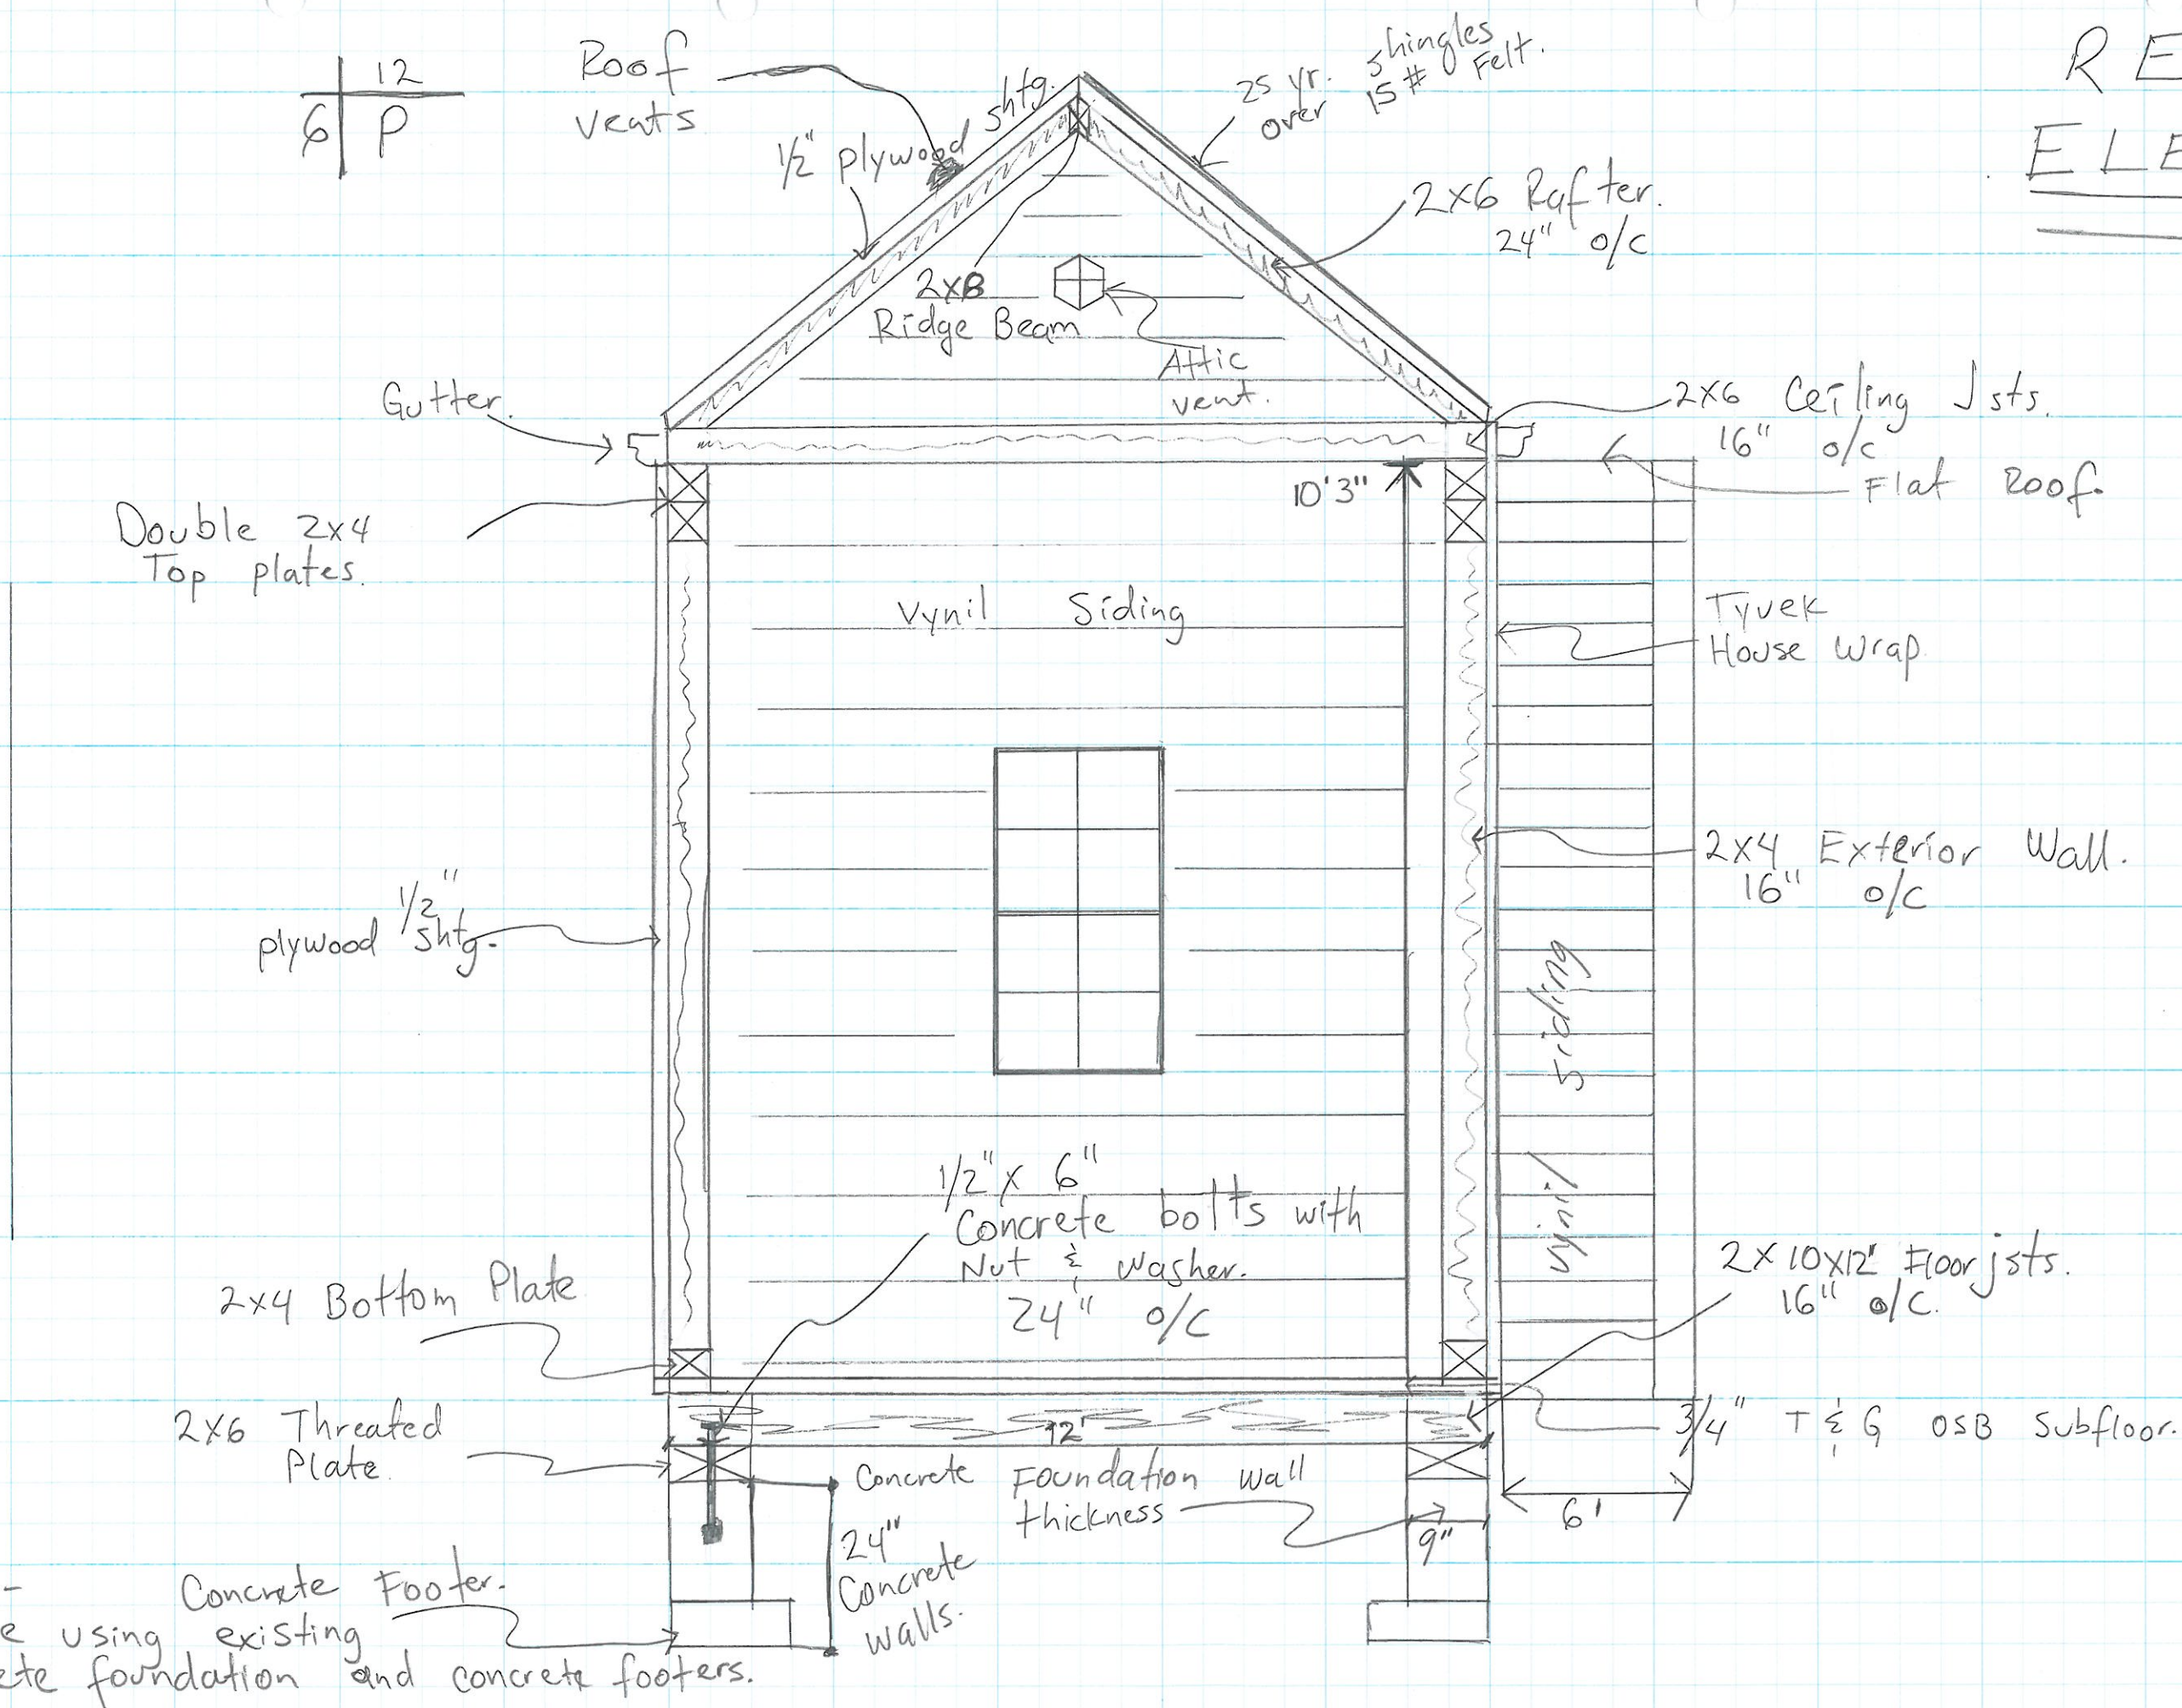 12
6 P
Roof
vents
1/2" plywood shtg.
25 yr. shingles
over 15# Felt.
RE
ELE
2x6 Rafter.
24" o/c
2x8
Ridge Beam
Attic
vent.
Gutter.
2x6 Ceiling Jsts.
16" o/c
Flat Roof.
10'3"
Double 2x4
Top plates.
Vynil Siding
Tyvek
House Wrap
2x4 Exterior Wall.
16" o/c
plywood 1/2"
shtg.
vynil siding
1/2" x 6"
Concrete bolts with
Nut & Washer.
24" o/c
2x4 Bottom Plate
2x10x12' Floor jsts.
16" o/c.
2x6 Threated
Plate.
12'
3/4" T & G OSB Subfloor.
Concrete Foundation Wall
thickness
9"
6'
24"
Concrete
walls.
Concrete Footer.
e using existing
ete foundation and concrete footers.